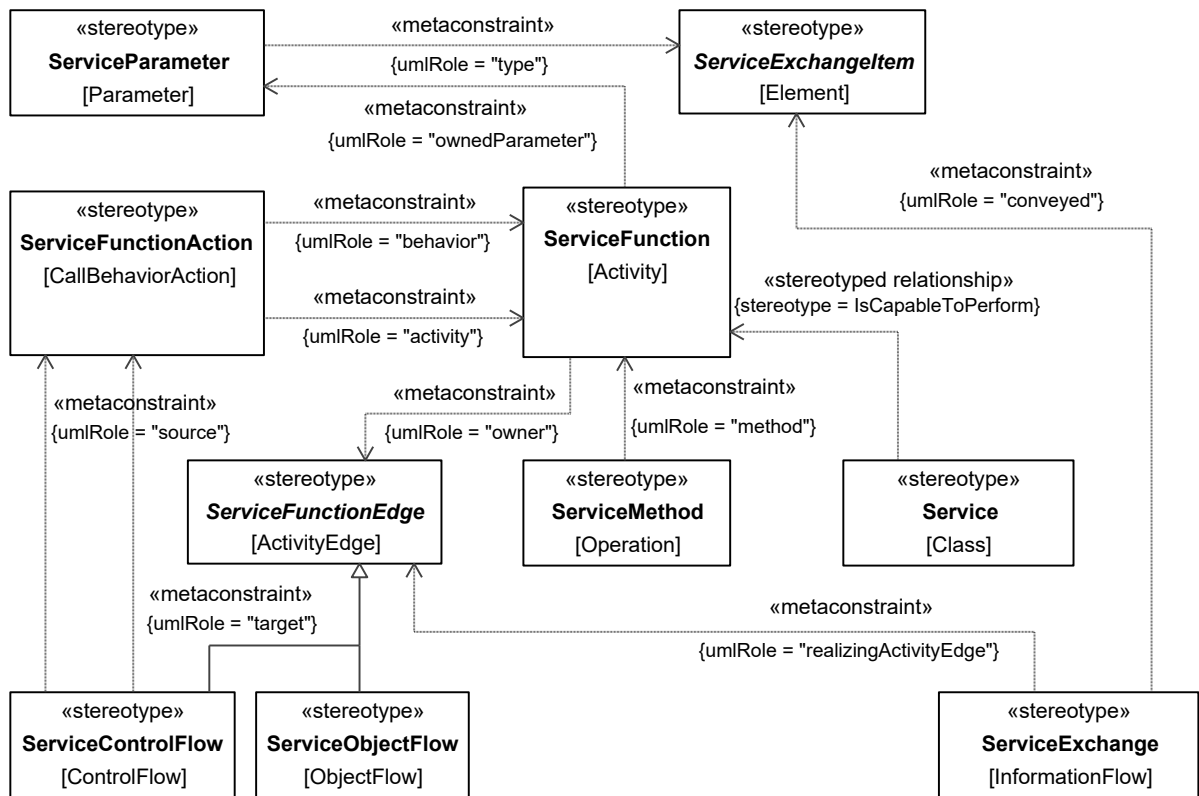 «stereotype»
ServiceParameter
[Parameter]
«metaconstraint»
{umlRole = "type"}
«stereotype»
ServiceExchangeItem
[Element]
«metaconstraint»
{umlRole = "ownedParameter"}
«metaconstraint»
{umlRole = "conveyed"}
«stereotype»
ServiceFunctionAction
[CallBehaviorAction]
«metaconstraint»
{umlRole = "behavior"}
«metaconstraint»
{umlRole = "activity"}
«stereotype»
ServiceFunction
[Activity]
«stereotyped relationship»
{stereotype = IsCapableToPerform}
«metaconstraint»
{umlRole = "source"}
«metaconstraint»
{umlRole = "owner"}
«metaconstraint»
{umlRole = "method"}
«stereotype»
ServiceFunctionEdge
[ActivityEdge]
«stereotype»
ServiceMethod
[Operation]
«stereotype»
Service
[Class]
«metaconstraint»
{umlRole = "target"}
«metaconstraint»
{umlRole = "realizingActivityEdge"}
«stereotype»
ServiceControlFlow
[ControlFlow]
«stereotype»
ServiceObjectFlow
[ObjectFlow]
«stereotype»
ServiceExchange
[InformationFlow]